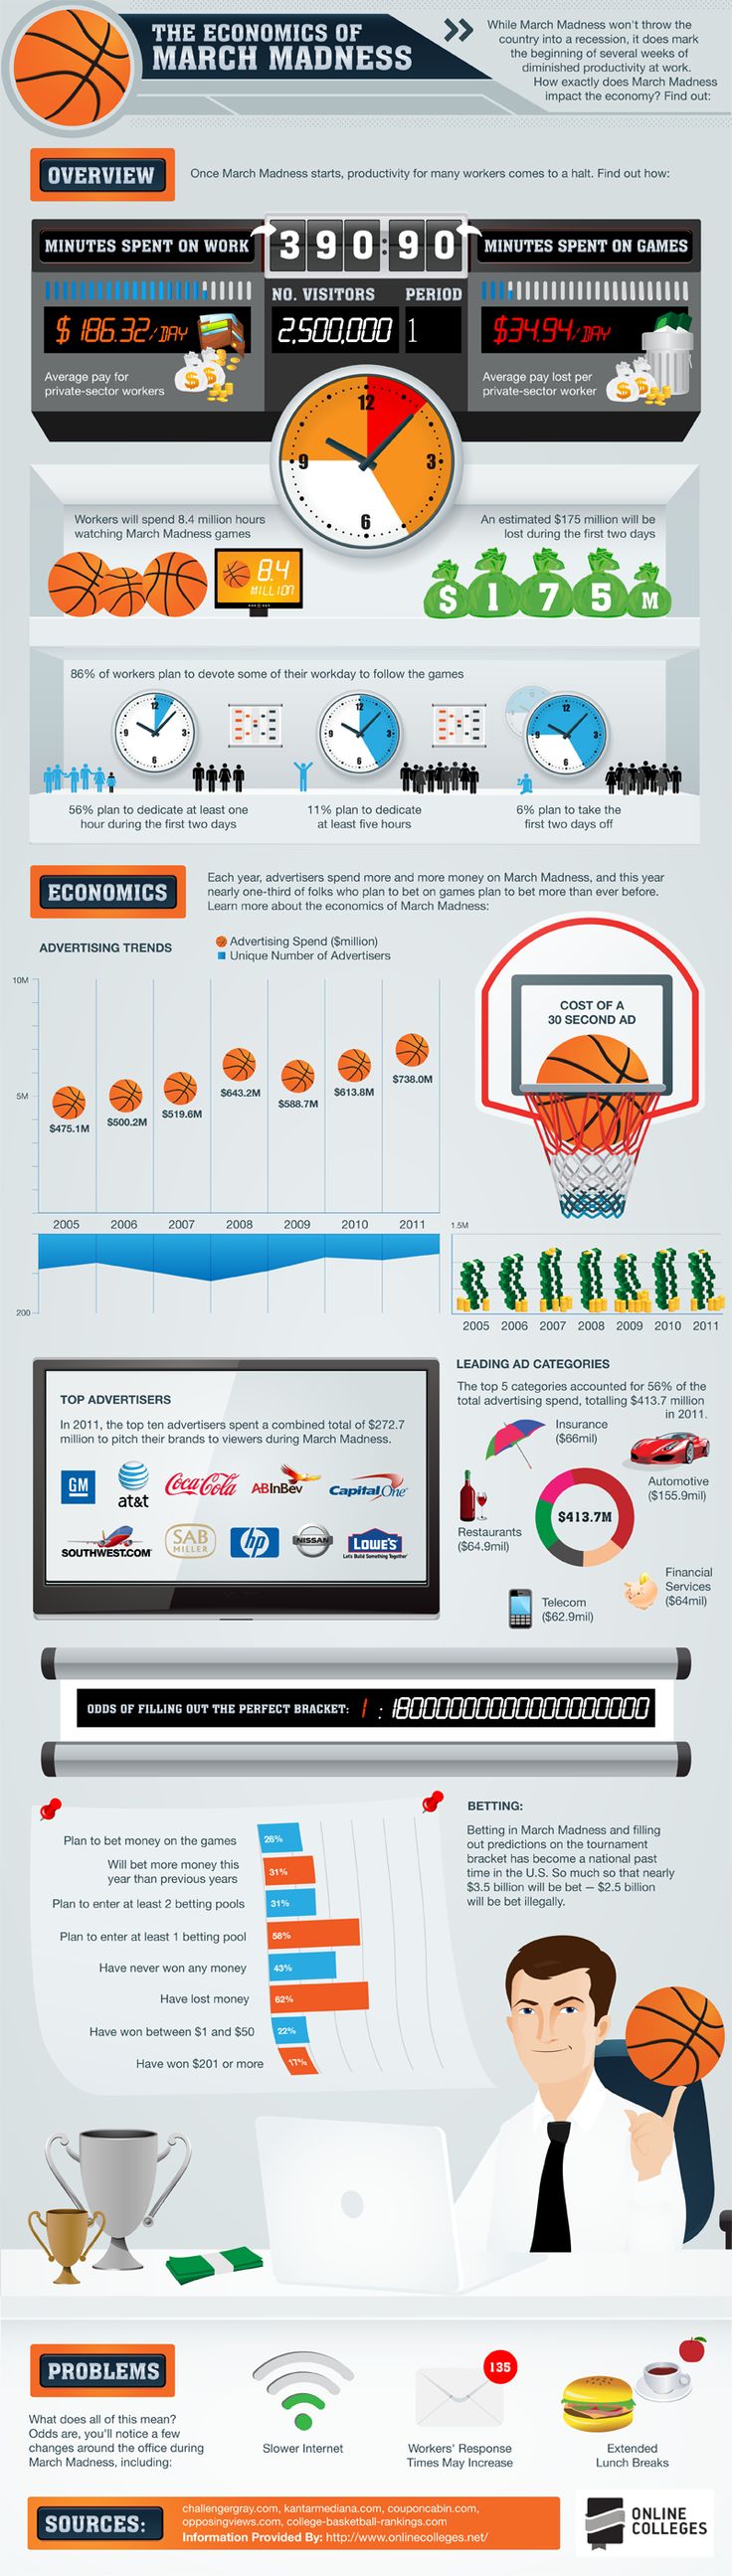 THE ECONOMICS OF
MARCH MADNESS
While March Madness won't throw the
country into a recession, it does mark
the beginning of several weeks of
diminished productivity at work.
How exactly does March Madness
impact the economy? Find out:
OVERVIEW
Once March Madness starts, productivity for many workers comes to a halt. Find out how:
MINUTES SPENT ON WORK
390:90
MINUTES SPENT ON GAMES
$186.32/DAY
Average pay for
private-sector workers
NO. VISITORS
2,500,000
PERIOD
1
$34.94/DAY
Average pay lost per
private-sector worker
12
3
6
9
Workers will spend 8.4 million hours
watching March Madness games
8.4
MILLION
An estimated $175 million will be
lost during the first two days
$ 1 7 5 M
86% of workers plan to devote some of their workday to follow the games
12
3
6
9
12
3
6
9
12
3
6
9
56% plan to dedicate at least one
hour during the first two days
11% plan to dedicate
at least five hours
6% plan to take the
first two days off
ECONOMICS
Each year, advertisers spend more and more money on March Madness, and this year
nearly one-third of folks who plan to bet on games plan to bet more than ever before.
Learn more about the economics of March Madness:
ADVERTISING TRENDS
Advertising Spend ($million)
Unique Number of Advertisers
10M
5M
$475.1M
$500.2M
$519.6M
$643.2M
$588.7M
$613.8M
$738.0M
2005 2006 2007 2008 2009 2010 2011
200
COST OF A
30 SECOND AD
1.5M
2005 2006 2007 2008 2009 2010 2011
TOP ADVERTISERS
In 2011, the top ten advertisers spent a combined total of $272.7
million to pitch their brands to viewers during March Madness.
GM
at&t
Coca-Cola
ABInBev
Capital One
SOUTHWEST.COM
SAB
MILLER
hp
NISSAN
LOWE'S
Let's Build Something Together
LEADING AD CATEGORIES
The top 5 categories accounted for 56% of the
total advertising spend, totalling $413.7 million
in 2011.
Insurance
($66mil)
Automotive
($155.9mil)
$413.7M
Restaurants
($64.9mil)
Financial
Services
($64mil)
Telecom
($62.9mil)
ODDS OF FILLING OUT THE PERFECT BRACKET: 1 :
Plan to bet money on the games
26%
Will bet more money this
year than previous years
31%
Plan to enter at least 2 betting pools
31%
Plan to enter at least 1 betting pool
58%
Have never won any money
43%
Have lost money
62%
Have won between $1 and $50
22%
Have won $201 or more
17%
BETTING:
Betting in March Madness and filling
out predictions on the tournament
bracket has become a national past
time in the U.S. So much so that nearly
$3.5 billion will be bet — $2.5 billion
will be bet illegally.
PROBLEMS
What does all of this mean?
Odds are, you'll notice a few
changes around the office during
March Madness, including:
Slower Internet
135
Workers' Response
Times May Increase
Extended
Lunch Breaks
SOURCES:
challengergray.com, kantarmediana.com, couponcabin.com,
opposingviews.com, college-basketball-rankings.com
Information Provided By: http://www.onlinecolleges.net/
ONLINE
COLLEGES